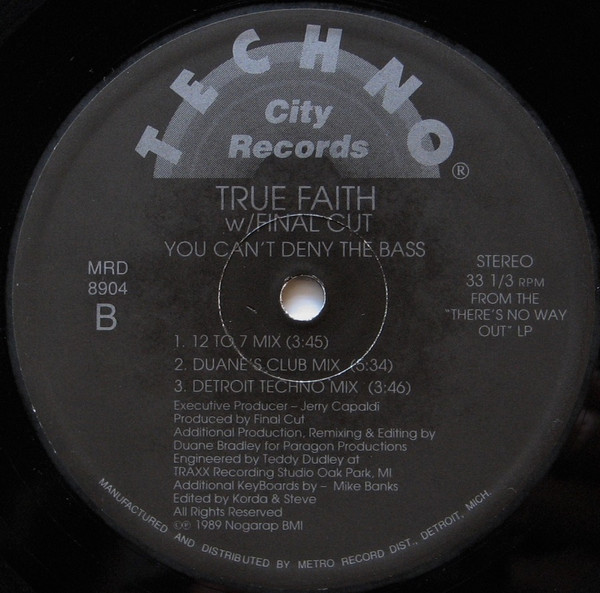 TECHNO
City
Records
®
TRUE FAITH
w/FINAL CUT
YOU CAN'T DENY THE BASS
MRD
8904
B
STEREO
33 1/3 RPM
FROM THE
"THERE'S NO WAY
OUT" LP
1. 12 TO 7 MIX (3:45)
2. DUANE'S CLUB MIX (5:34)
3. DETROIT TECHNO MIX (3:46)
Executive Producer – Jerry Capaldi
Produced by Final Cut
Additional Production, Remixing & Editing by
Duane Bradley for Paragon Productions
Engineered by Teddy Dudley at
TRAXX Recording Studio Oak Park, MI
Additional KeyBoards by – Mike Banks
Edited by Korda & Steve
All Rights Reserved
©℗ 1989 Nogarap BMI
MANUFACTURED AND DISTRIBUTED BY METRO RECORD DIST., DETROIT, MICH.